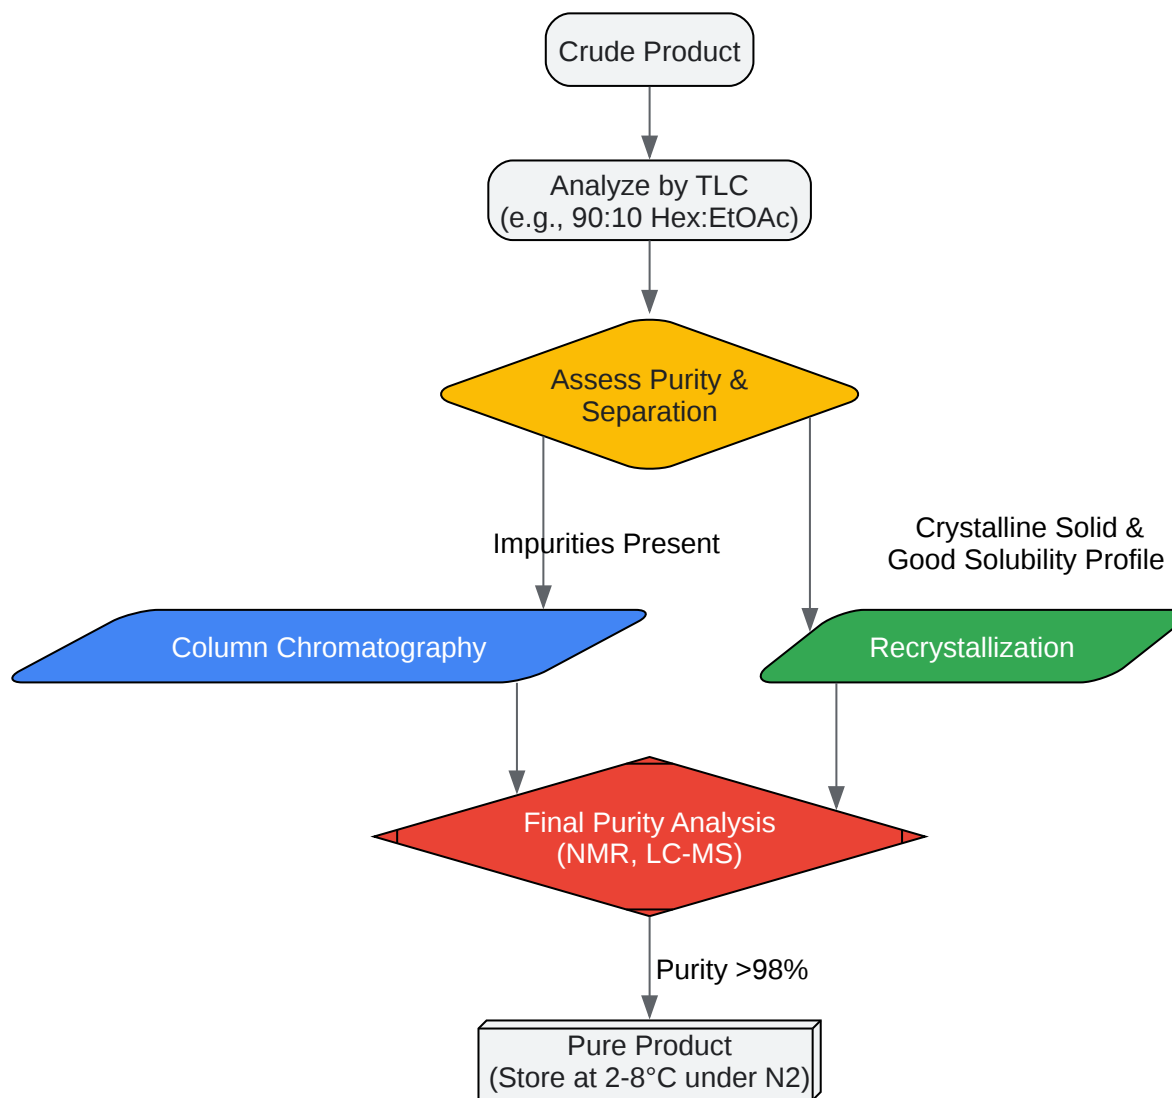 Crude Product
Analyze by TLC
(e.g., 90:10 Hex:EtOAc)
Assess Purity &
Separation
Impurities Present
Crystalline Solid &
Good Solubility Profile
Column Chromatography
Recrystallization
Final Purity Analysis
(NMR, LC-MS)
Purity >98%
Pure Product
(Store at 2-8°C under N2)